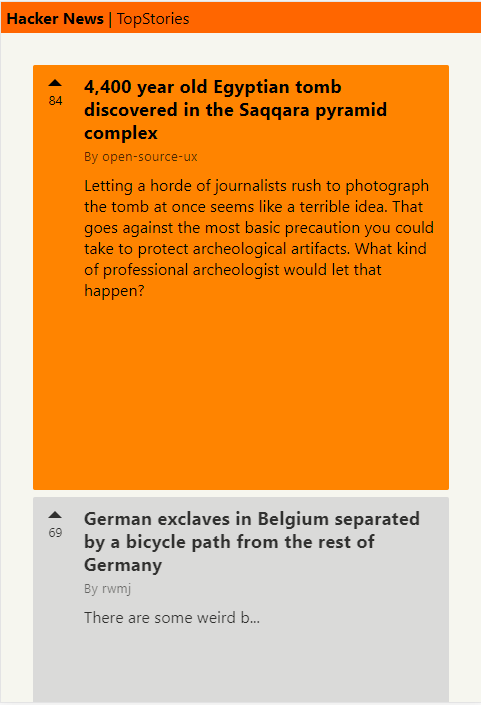 Hacker News | TopStories
84
4,400 year old Egyptian tomb
discovered in the Saqqara pyramid
complex
By open-source-ux
Letting a horde of journalists rush to photograph
the tomb at once seems like a terrible idea. That
goes against the most basic precaution you could
take to protect archeological artifacts. What kind
of professional archeologist would let that
happen?
69
German exclaves in Belgium separated
by a bicycle path from the rest of
Germany
By rwmj
There are some weird b...